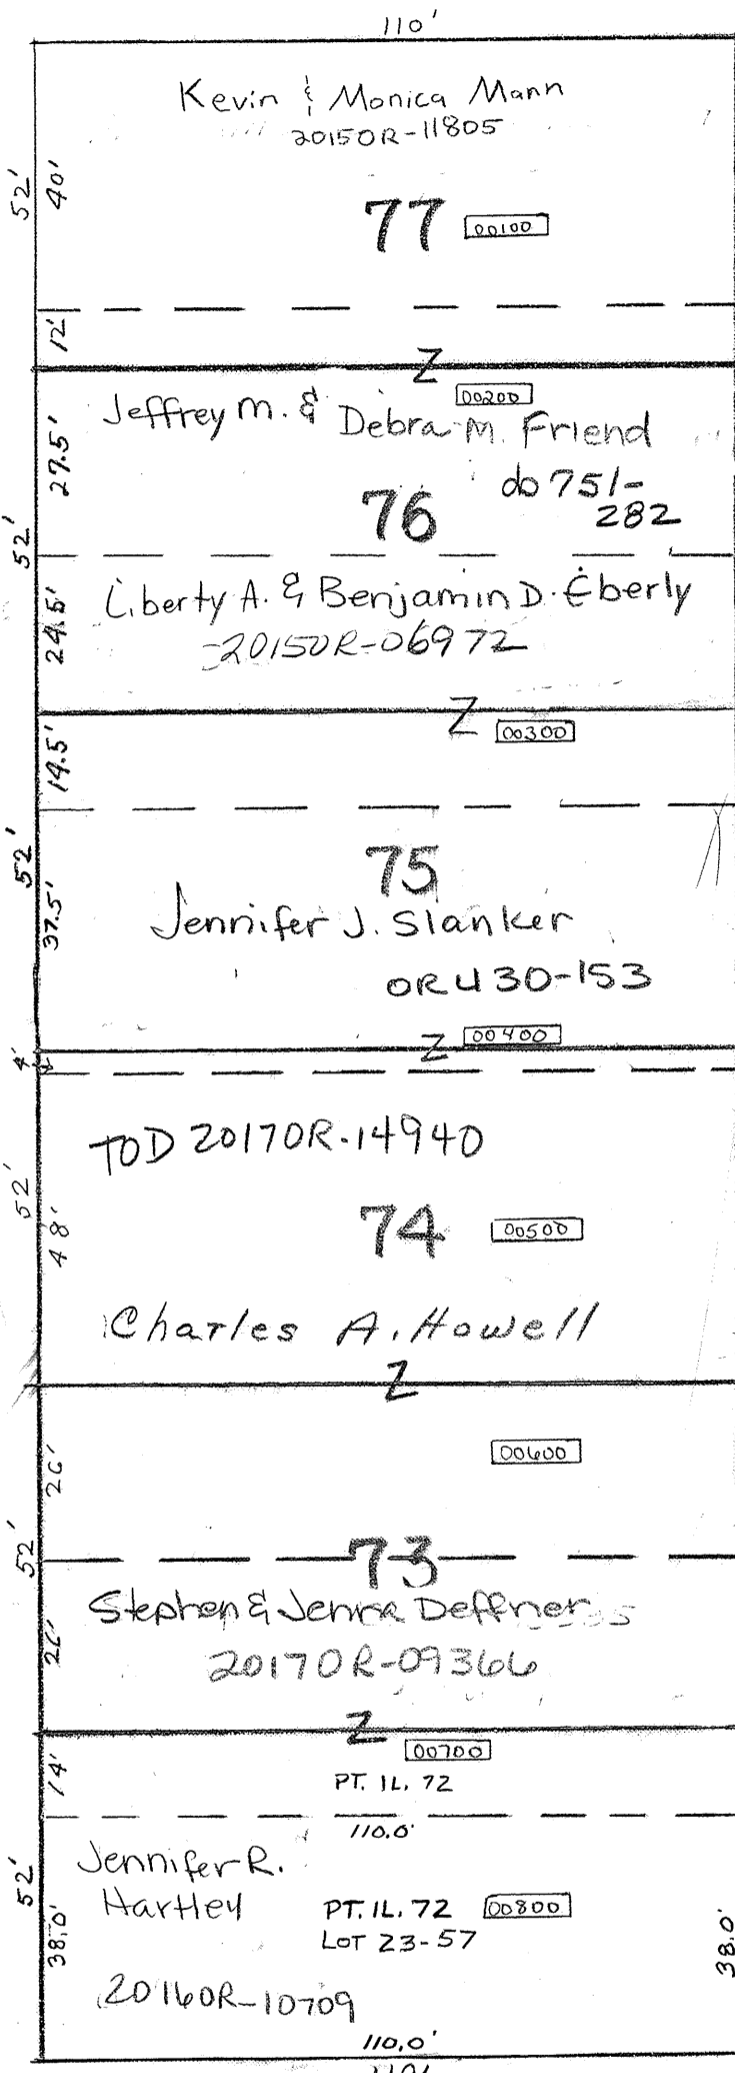 110'
Kevin & Monica Mann
2015OR-11805
52'
40'
77 00100
12'
Z
00200
Jeffrey M. & Debra M. Friend
27.5'
do 751-
282
76
52'
24.5'
Liberty A. & Benjamin D. Eberly
2015OR-06972
Z 00300
14.5'
52'
75
37.5'
Jennifer J. Slanker
OR 430-153
Z 00400
4'
TOD 2017OR-14940
52'
48'
74 00500
Charles A. Howell
Z
00600
26'
52'
73
Stephen & Jenna Deffner
26'
2017OR-09366
Z 00700
14'
PT. IL. 72
110.0'
Jennifer R.
Hartley
52'
38.0'
PT. IL. 72 00800
LOT 23-57
38.0'
2016OR-10709
110.0'